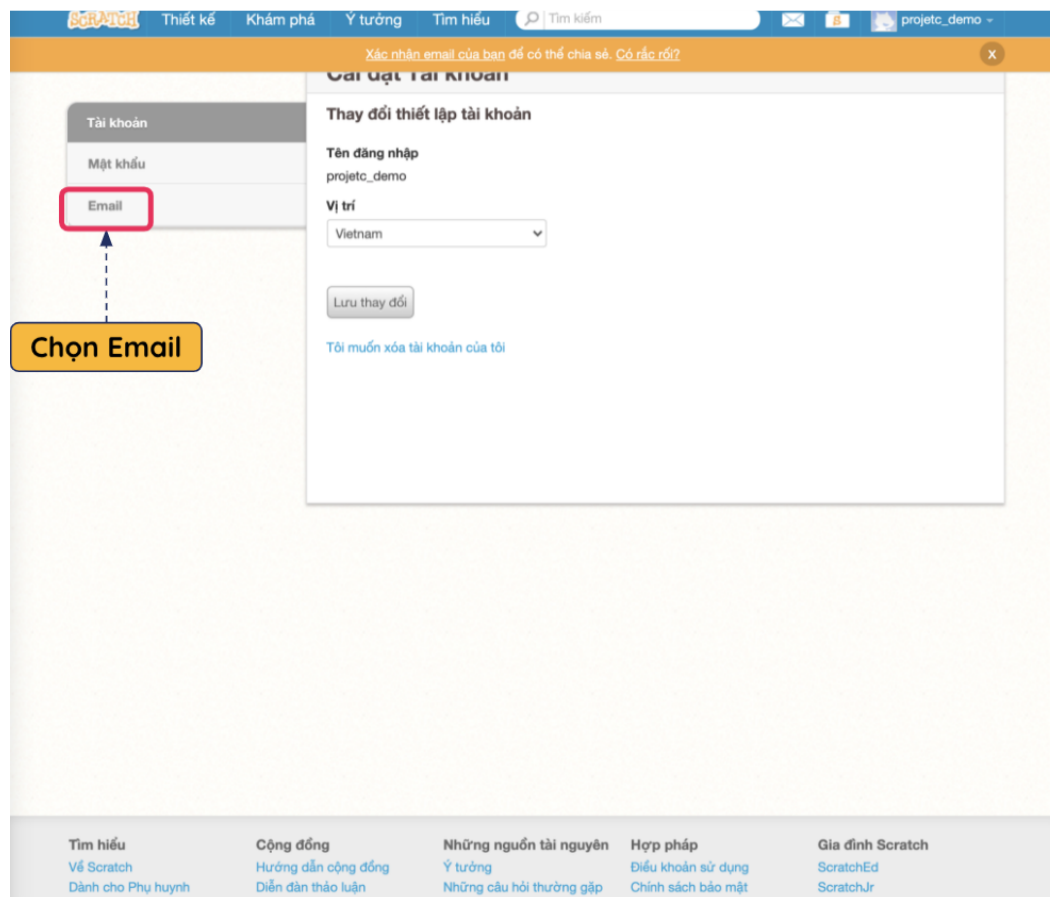 SCRATCH Thiết kế Khám phá Ý tưởng Tìm hiểu Tìm kiếm projetc_demo
Xác nhận email của bạn để có thể chia sẻ. Có rắc rối? x
Cài đặt Tài khoản
Thay đổi thiết lập tài khoản
Tài khoản
Mật khẩu
Email
Tên đăng nhập
projetc_demo
Vị trí
Vietnam
Lưu thay đổi
Tôi muốn xóa tài khoản của tôi
Chọn Email
Tìm hiểu
Về Scratch
Dành cho Phụ huynh
Cộng đồng
Hướng dẫn cộng đồng
Diễn đàn thảo luận
Những nguồn tài nguyên
Ý tưởng
Những câu hỏi thường gặp
Hợp pháp
Điều khoản sử dụng
Chính sách bảo mật
Gia đình Scratch
ScratchEd
ScratchJr